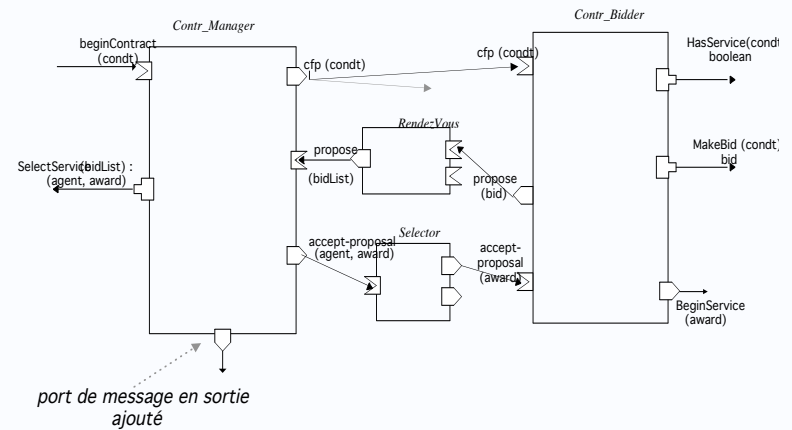 Contr_Manager
Contr_Bidder
beginContract
(condt)
cfp (condt)
cfp (condt)
HasService(condt
boolean
RendezVous
propose
(bidList)
MakeBid (condt)
bid
SelectService(bidList) :
(agent, award)
propose
(bid)
Selector
accept-proposal
(agent, award)
accept-
proposal
(award)
BeginService
(award)
port de message en sortie
ajouté